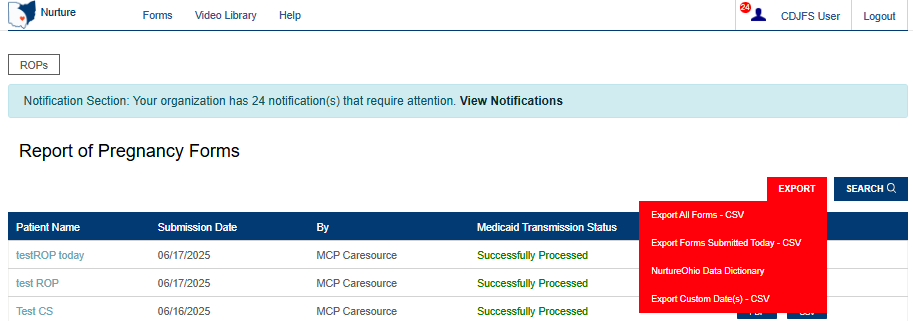 Nurture Forms Video Library Help 24 CDJFS User Logout
ROPs
Notification Section: Your organization has 24 notification(s) that require attention. View Notifications
Report of Pregnancy Forms
EXPORT SEARCH
Patient Name Submission Date By Medicaid Transmission Status
Export All Forms - CSV
Export Forms Submitted Today - CSV
NurtureOhio Data Dictionary
Export Custom Date(s) - CSV
testROP today 06/17/2025 MCP Caresource Successfully Processed
test ROP 06/17/2025 MCP Caresource Successfully Processed
Test CS 06/16/2025 MCP Caresource Successfully Processed